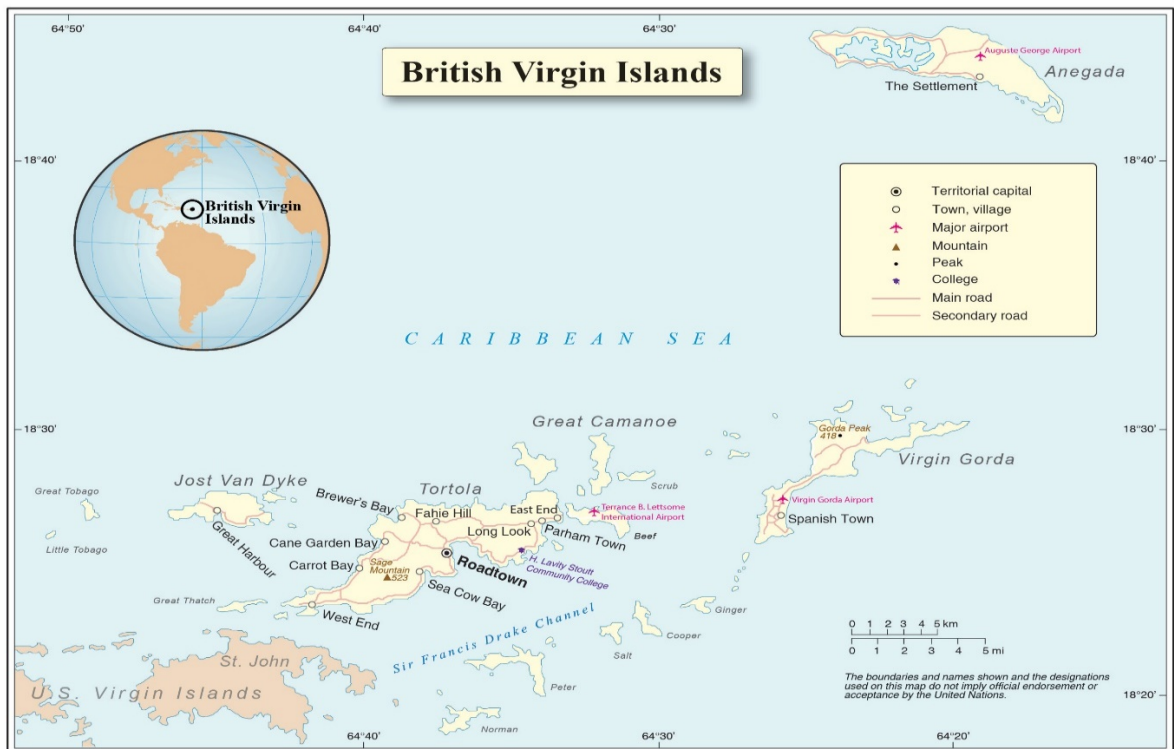 64°50'
64°40'
64°30'
64°20'
British Virgin Islands
Auguste George Airport
Anegada
The Settlement
18°40'
18°40'
British Virgin
Islands
Territorial capital
Town, village
Major airport
Mountain
Peak
College
Main road
Secondary road
CARIBBEAN SEA
18°30'
18°30'
Great Camanoe
Gorda Peak
418
Virgin Gorda
Great Tobago
Jost Van Dyke
Scrub
Brewer's Bay
Tortola
Virgin Gorda Airport
Fahie Hill
East End
Terrance B. Lettsome
International Airport
Spanish Town
Great Harbour
Long Look
Parham Town
Beef
Little Tobago
Cane Garden Bay
Roadtown
H. Lavity Stoutt
Community College
Carrot Bay
Sage
Mountain
523
Sea Cow Bay
Great Thatch
West End
Ginger
Sir Francis Drake Channel
Cooper
Salt
0 1 2 3 4 5 km
0 1 2 3 4 5 mi
St. John
U.S. Virgin Islands
Peter
Norman
The boundaries and names shown and the designations
used on this map do not imply official endorsement or
acceptance by the United Nations.
18°20'
18°20'
64°40'
64°30'
64°20'